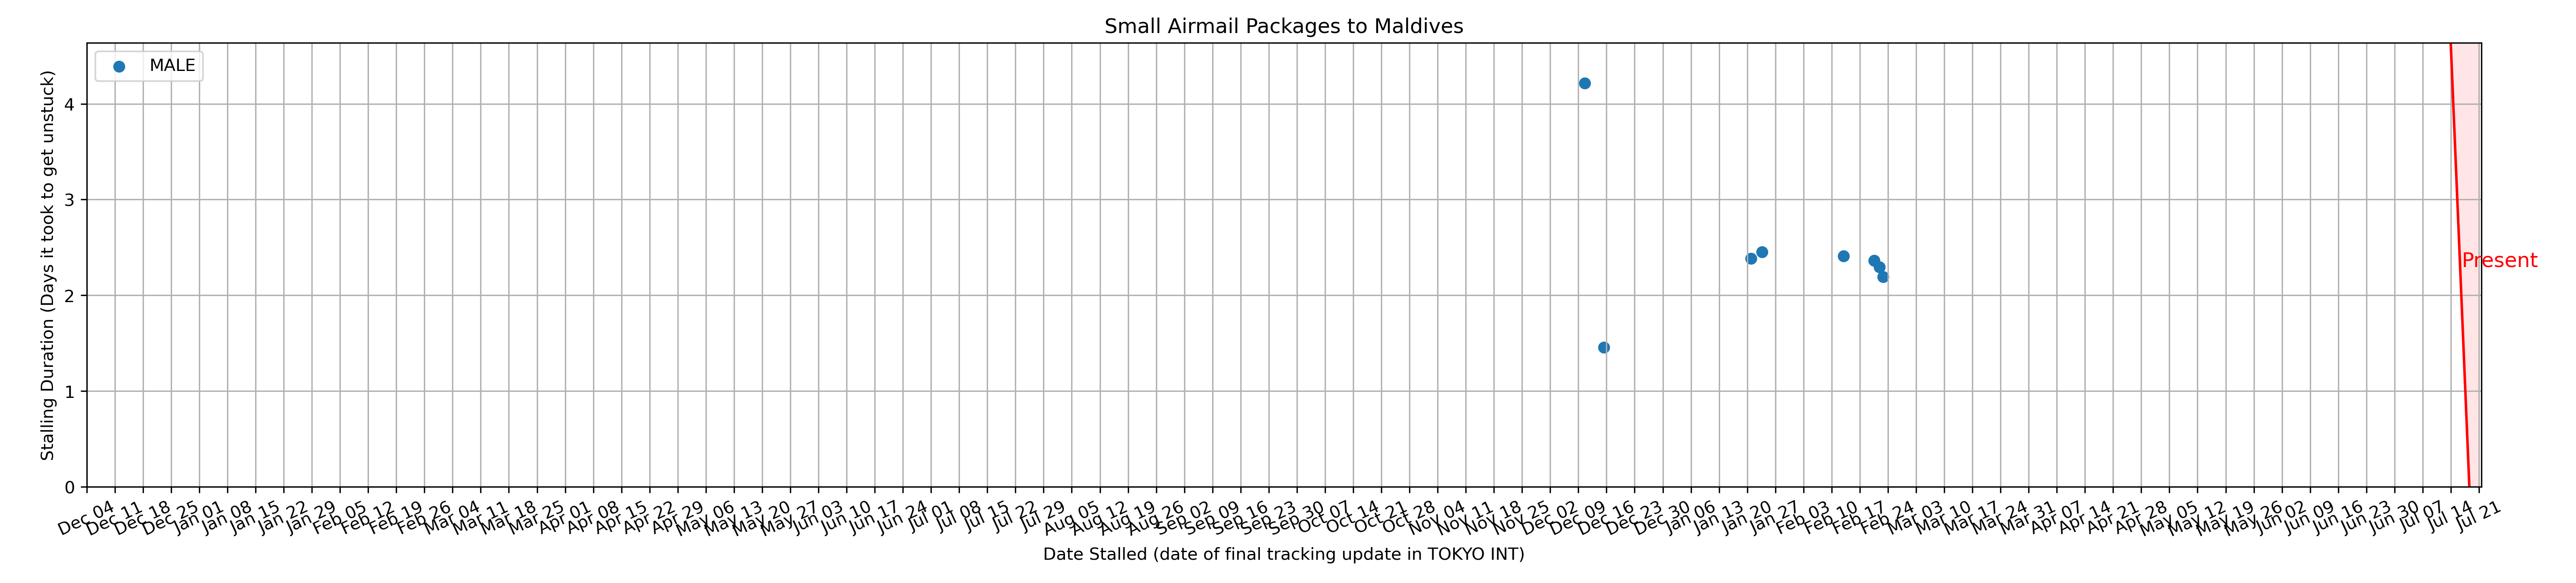 Small Airmail Packages to Maldives
MALE
Stalling Duration (Days it took to get unstuck)
4
3
2
1
0
Present
Dec 04 Dec 11 Dec 18 Dec 25 Jan 01 Jan 08 Jan 15 Jan 22 Jan 29 Feb 05 Feb 12 Feb 19 Feb 26 Mar 04 Mar 11 Mar 18 Mar 25 Apr 01 Apr 08 Apr 15 Apr 22 Apr 29 May 06 May 13 May 20 May 27 Jun 03 Jun 10 Jun 17 Jun 24 Jul 01 Jul 08 Jul 15 Jul 22 Jul 29 Aug 05 Aug 12 Aug 19 Aug 26 Sep 02 Sep 09 Sep 16 Sep 23 Sep 30 Oct 07 Oct 14 Oct 21 Oct 28 Nov 04 Nov 11 Nov 18 Nov 25 Dec 02 Dec 09 Dec 16 Dec 23 Dec 30 Jan 06 Jan 13 Jan 20 Jan 27 Feb 03 Feb 10 Feb 17 Feb 24 Mar 03 Mar 10 Mar 17 Mar 24 Mar 31 Apr 07 Apr 14 Apr 21 Apr 28 May 05 May 12 May 19 May 26 Jun 02 Jun 09 Jun 16 Jun 23 Jun 30 Jul 07 Jul 14 Jul 21
Date Stalled (date of final tracking update in TOKYO INT)